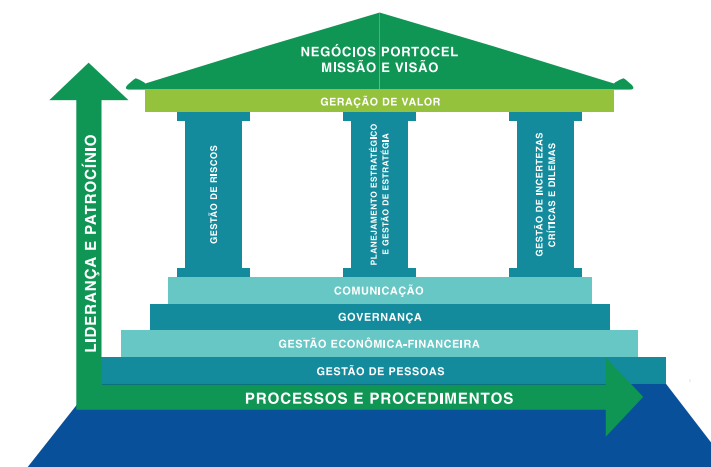 NEGÓCIOS PORTOCEL
MISSÃO E VISÃO
GERAÇÃO DE VALOR
LIDERANÇA E PATROCÍNIO
GESTÃO DE RISCOS
PLANEJAMENTO ESTRATÉGICO
E GESTÃO DE ESTRATÉGIA
GESTÃO DE INCERTEZAS
CRÍTICAS E DILEMAS
COMUNICAÇÃO
GOVERNANÇA
GESTÃO ECONÔMICA-FINANCEIRA
GESTÃO DE PESSOAS
PROCESSOS E PROCEDIMENTOS